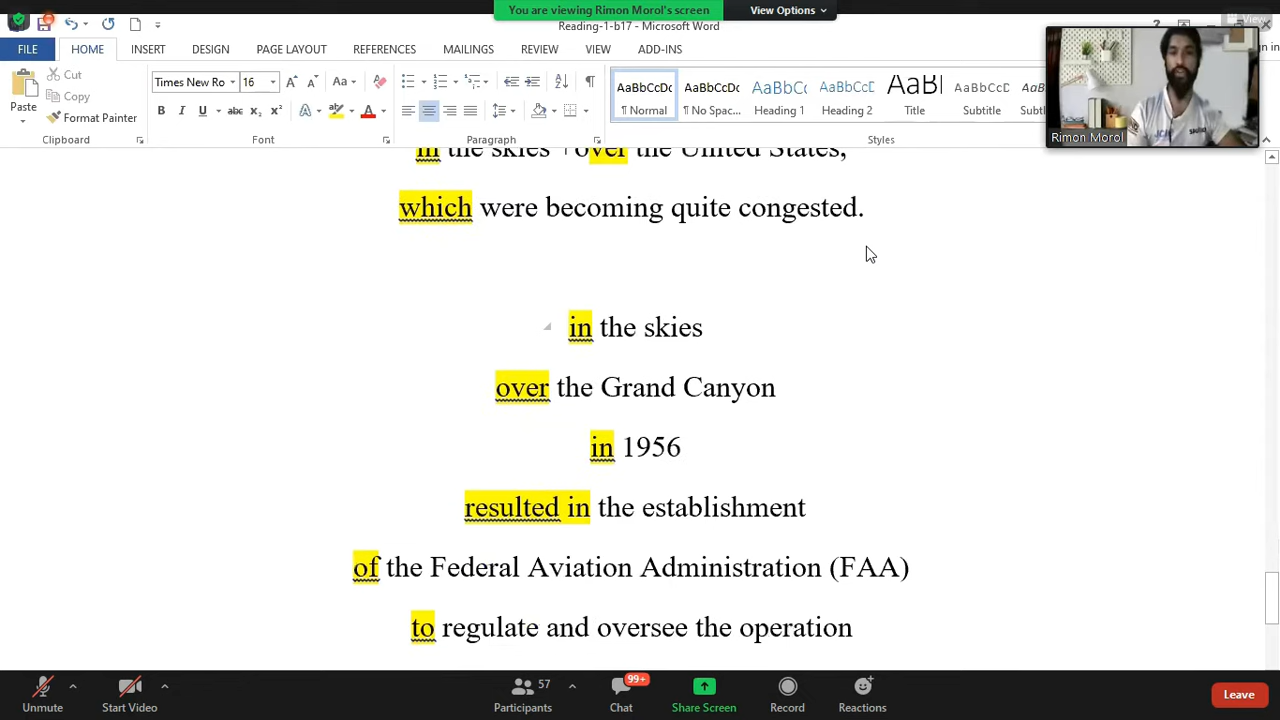 You are viewing Rimon Morol's screen
View Options
Reading-1-b17 - Microsoft Word
View
FILE HOME INSERT DESIGN PAGE LAYOUT REFERENCES MAILINGS REVIEW VIEW ADD-INS
Paste
Cut
Copy
Format Painter
Clipboard
Times New Ro 16
Font
Paragraph
AaBbCcDc AaBbCcDc AaBbCc AaBbCc AaBl AaBbCcD
¶ Normal ¶ No Spac... Heading 1 Heading 2 Title Subtitle
Styles
Rimon Morol
in the skies +over the United States,
which were becoming quite congested.
in the skies
over the Grand Canyon
in 1956
resulted in the establishment
of the Federal Aviation Administration (FAA)
to regulate and oversee the operation
Unmute Start Video
57
Participants
99+
Chat
Share Screen
Record
Reactions
Leave